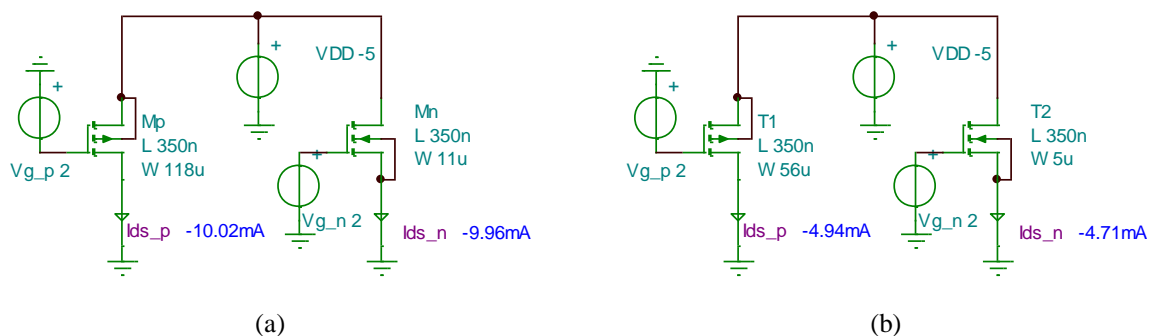 +
VDD -5
+
Mp
L 350n
W 118u
Vg_p 2
Mn
L 350n
W 11u
+
Vg_n 2
Ids_p -10.02mA
Ids_n -9.96mA
(a)
+
VDD -5
+
T1
L 350n
W 56u
Vg_p 2
T2
L 350n
W 5u
+
Vg_n 2
Ids_p -4.94mA
Ids_n -4.71mA
(b)